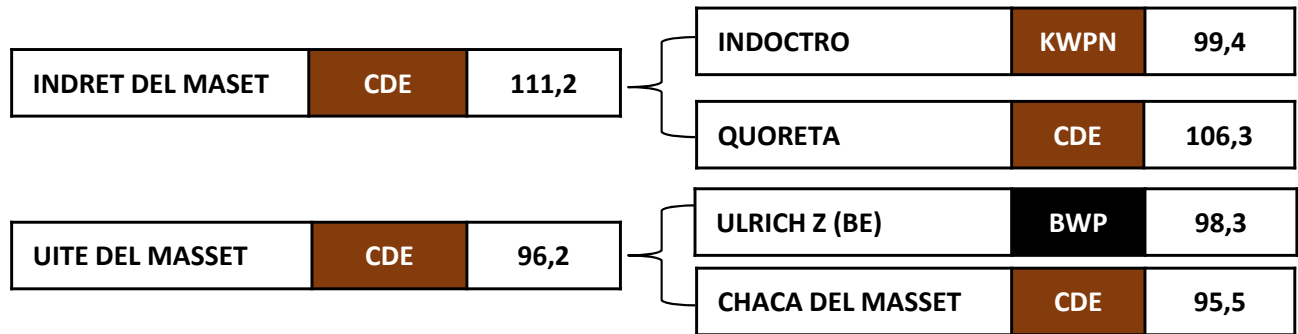 INDOCTRO KWPN 99,4
INDRET DEL MASET CDE 111,2
QUORETA CDE 106,3
ULRICH Z (BE) BWP 98,3
UITE DEL MASSET CDE 96,2
CHACA DEL MASSET CDE 95,5